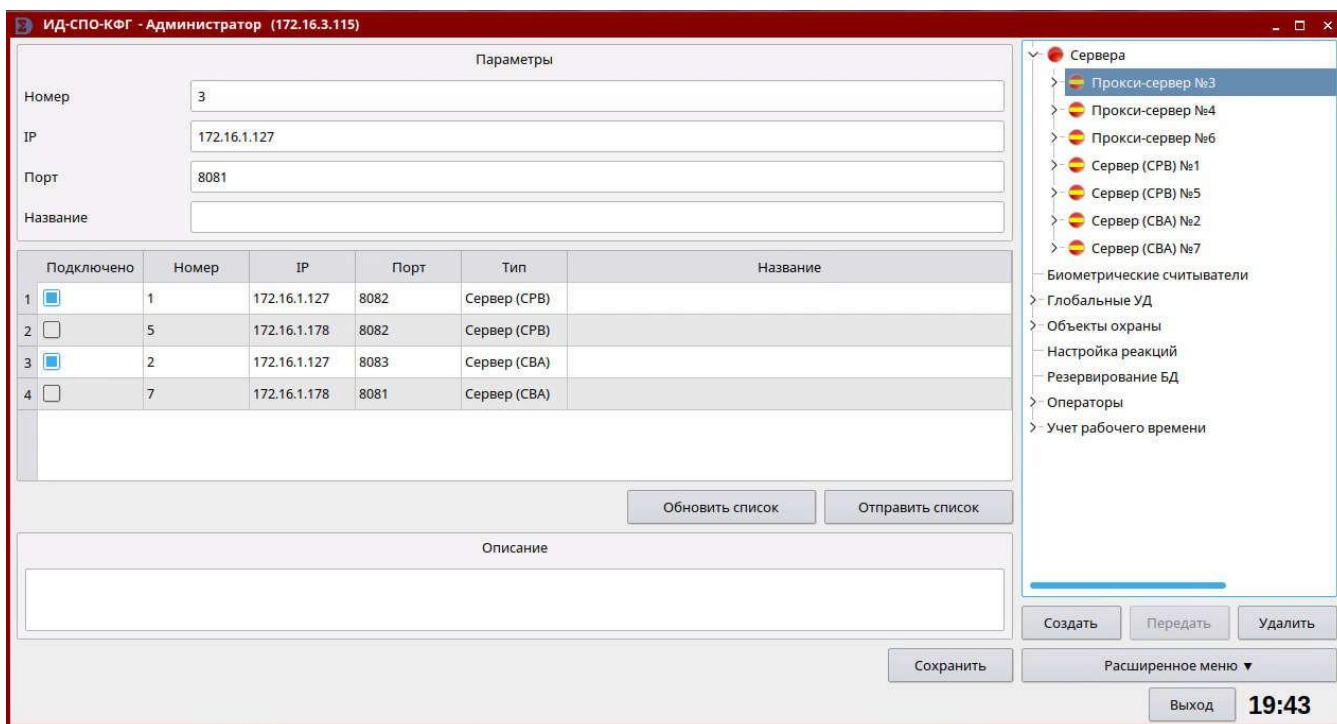 ИД-СПО-КФГ - Администратор (172.16.3.115)
Параметры
Номер 3
IP 172.16.1.127
Порт 8081
Название
Подключено Номер IP Порт Тип Название
1 1 172.16.1.127 8082 Сервер (СРВ)
2 5 172.16.1.178 8082 Сервер (СРВ)
3 2 172.16.1.127 8083 Сервер (СВА)
4 7 172.16.1.178 8081 Сервер (СВА)
Обновить список Отправить список
Описание
Сохранить
Сервера
Прокси-сервер №3
Прокси-сервер №4
Прокси-сервер №6
Сервер (СРВ) №1
Сервер (СРВ) №5
Сервер (СВА) №2
Сервер (СВА) №7
Биометрические считыватели
Глобальные УД
Объекты охраны
Настройка реакций
Резервирование БД
Операторы
Учет рабочего времени
Создать Передать Удалить
Расширенное меню ▼
Выход 19:43